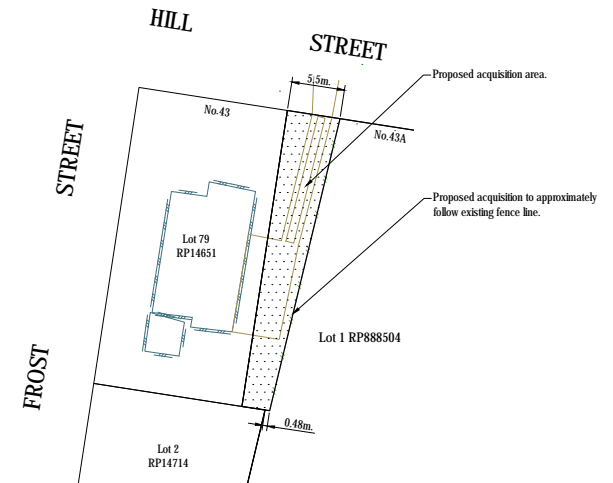 HILL
STREET
5.5m.
Proposed acquisition area.
No.43
No.43A
STREET
Proposed acquisition to approximately
follow existing fence line.
Lot 79
RP14651
Lot 1 RP888504
FROST
0.48m.
Lot 2
RP14714